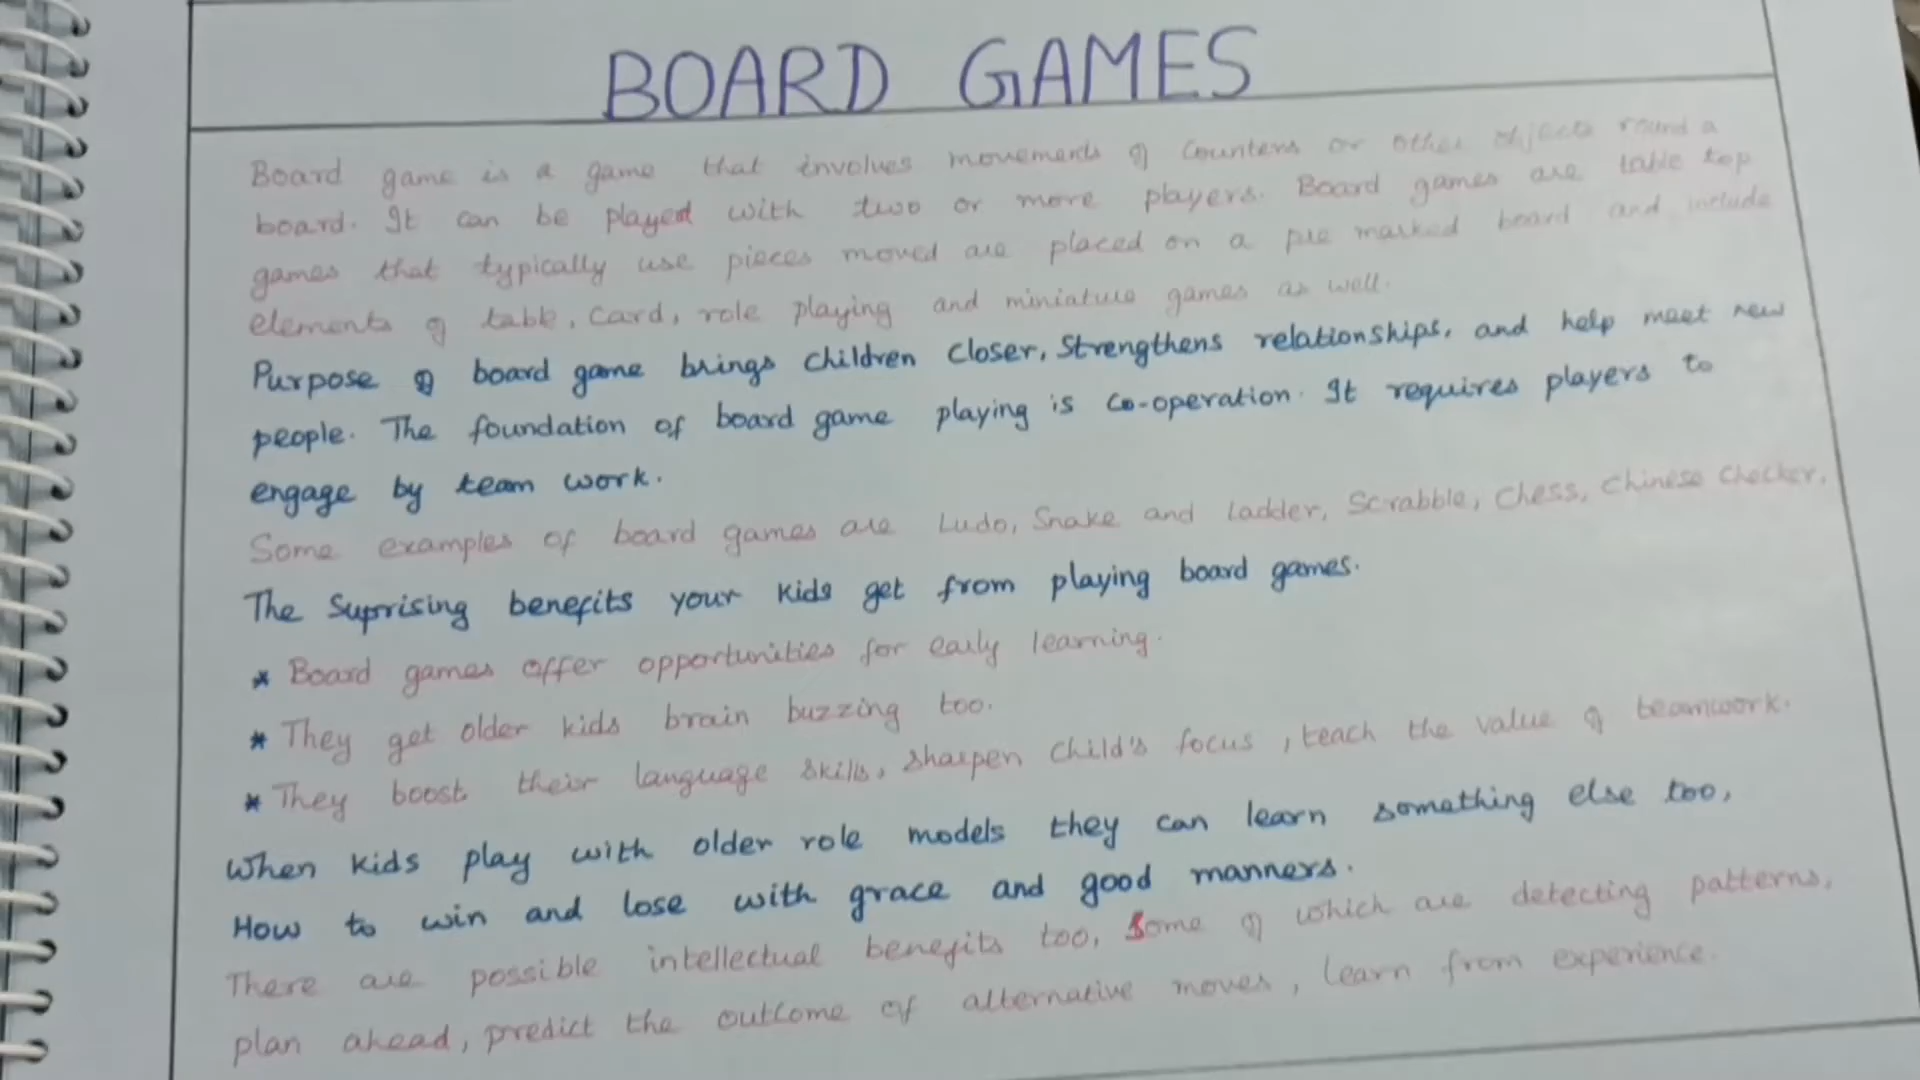 BOARD GAMES
Board game is a game that involves movements of counters or other objects round a
board. It can be played with two or more players. Board games are table top
games that typically use pieces moved are placed on a pre marked board and include
elements of table, card, role playing and miniature games as well.
Purpose of board game brings children closer, Strengthens relationships, and help meet new
people. The foundation of board game playing is co-operation. It requires players to
engage by team work.
Some examples of board games are Ludo, Snake and ladder, Scrabble, Chess, Chinese Checker.
The Suprising benefits your kids get from playing board games.
* Board games offer opportunities for early learning.
* They get older kids brain buzzing too.
* They boost their language skills, sharpen child's focus, teach the value of teamwork.
When kids play with older role models they can learn something else too,
How to win and lose with grace and good manners.
There are possible intellectual benefits too, Some of which are detecting patterns,
plan ahead, predict the outcome of alternative moves, learn from experience.